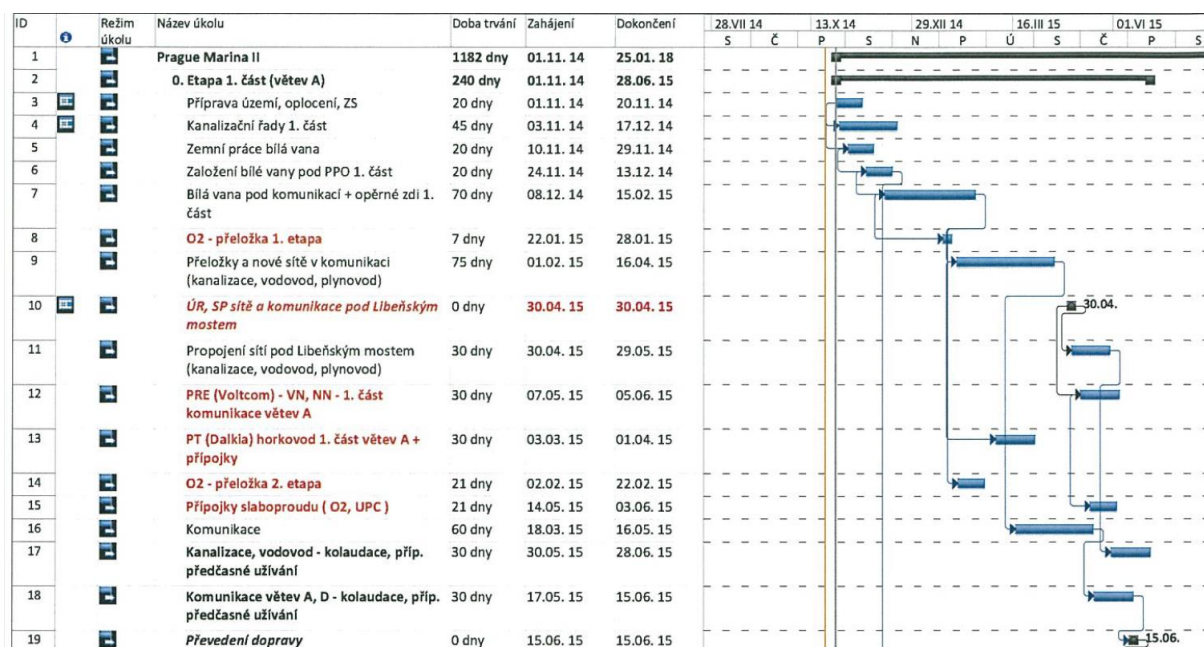 ID Režim úkolu Název úkolu Doba trvání Zahájení Dokončení 28.VII 14 13.X 14 29.XII 14 16.III 15 01.VI 15
S Č P S N P Ú S Č P S
1 Prague Marina II 1182 dny 01.11. 14 25.01. 18
2 0. Etapa 1. část (větev A) 240 dny 01.11. 14 28.06. 15
3 Příprava území, oplocení, ZS 20 dny 01.11. 14 20.11. 14
4 Kanalizační řady 1. část 45 dny 03.11. 14 17.12. 14
5 Zemní práce bílá vana 20 dny 10.11. 14 29.11. 14
6 Založení bílé vany pod PPO 1. část 20 dny 24.11. 14 13.12. 14
7 Bílá vana pod komunikací + opěrné zdi 1. 70 dny 08.12. 14 15.02. 15
část
8 O2 - přeložka 1. etapa 7 dny 22.01. 15 28.01. 15
9 Přeložky a nové sítě v komunikaci 75 dny 01.02. 15 16.04. 15
(kanalizace, vodovod, plynovod)
10 ÚR, SP sítě a komunikace pod Libeňským 0 dny 30.04. 15 30.04. 15 30.04.
mostem
11 Propojení sítí pod Libeňským mostem 30 dny 30.04. 15 29.05. 15
(kanalizace, vodovod, plynovod)
12 PRE (Voltcom) - VN, NN - 1. část 30 dny 07.05. 15 05.06. 15
komunikace větev A
13 PT (Dalkia) horkovod 1. část větev A + 30 dny 03.03. 15 01.04. 15
přípojky
14 O2 - přeložka 2. etapa 21 dny 02.02. 15 22.02. 15
15 Přípojky slaboproudu ( O2, UPC ) 21 dny 14.05. 15 03.06. 15
16 Komunikace 60 dny 18.03. 15 16.05. 15
17 Kanalizace, vodovod - kolaudace, příp. 30 dny 30.05. 15 28.06. 15
předčasné užívání
18 Komunikace větev A, D - kolaudace, příp. 30 dny 17.05. 15 15.06. 15
předčasné užívání
19 Převedení dopravy 0 dny 15.06. 15 15.06. 15 15.06.